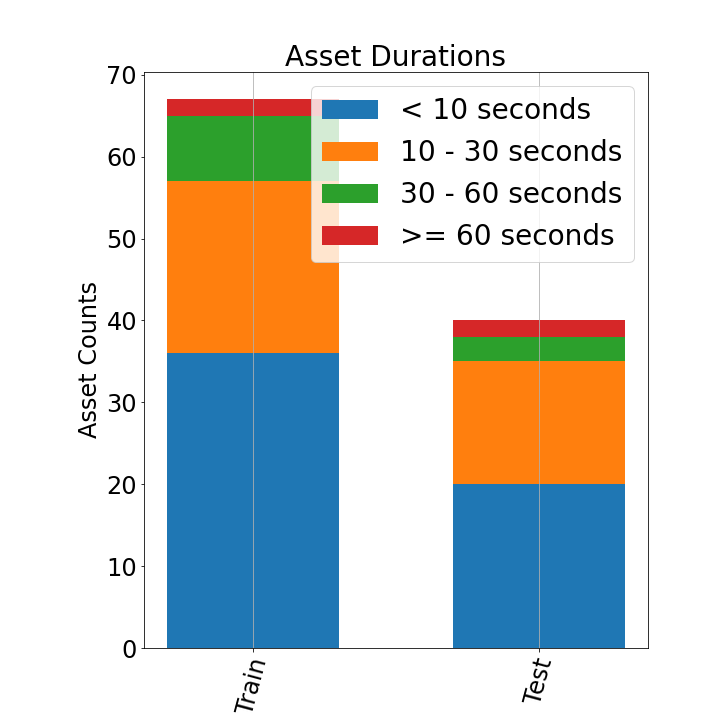 Asset Durations
70
60
50
40
30
20
10
0
Asset Counts
< 10 seconds
10 - 30 seconds
30 - 60 seconds
>= 60 seconds
Train
Test